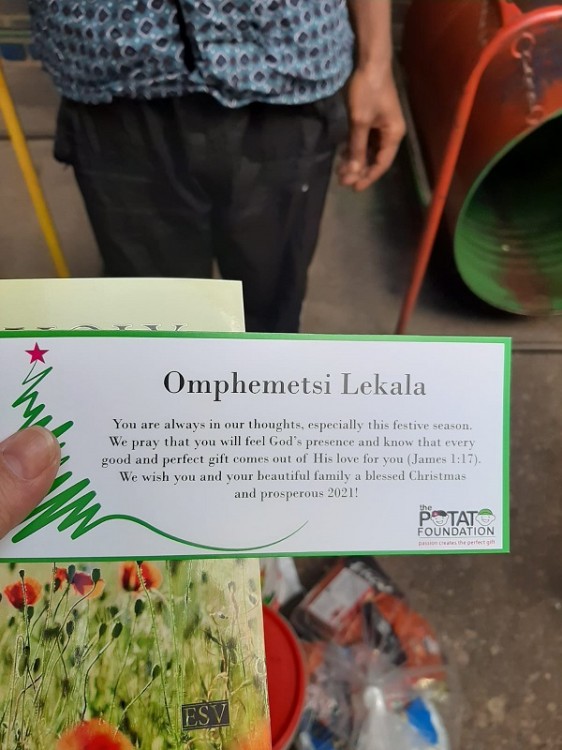 HOLY
Omphemetsi Lekala
You are always in our thoughts, especially this festive season.
We pray that you will feel God's presence and know that every
good and perfect gift comes out of His love for you (James 1:17).
We wish you and your beautiful family a blessed Christmas
and prosperous 2021!
the
POTATO
FOUNDATION
passion creates the perfect gift
ESV